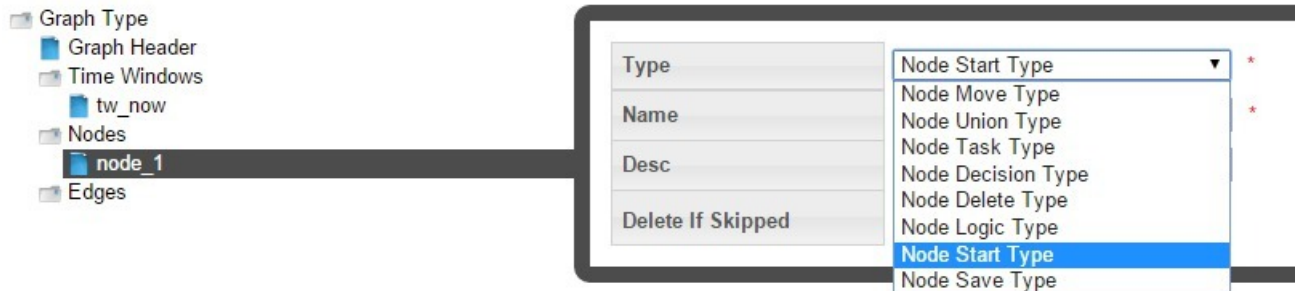 Graph Type
Graph Header
Time Windows
tw_now
Nodes
node_1
Edges
Type Node Start Type ▼ *
Node Move Type
Name Node Union Type *
Node Task Type
Desc Node Decision Type
Node Delete Type
Delete If Skipped Node Logic Type
Node Start Type
Node Save Type